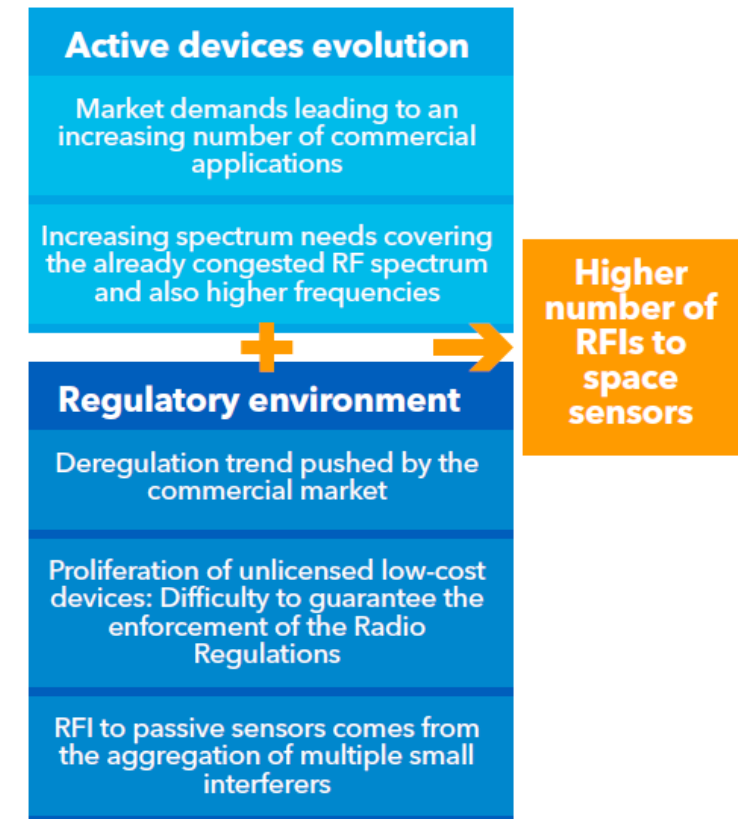 Active devices evolution
Market demands leading to an
increasing number of commercial
applications
Increasing spectrum needs covering
the already congested RF spectrum
and also higher frequencies
Higher
number of
RFIs to
space
sensors
Regulatory environment
Deregulation trend pushed by the
commercial market
Proliferation of unlicensed low-cost
devices: Difficulty to guarantee the
enforcement of the Radio
Regulations
RFI to passive sensors comes from
the aggregation of multiple small
interferers